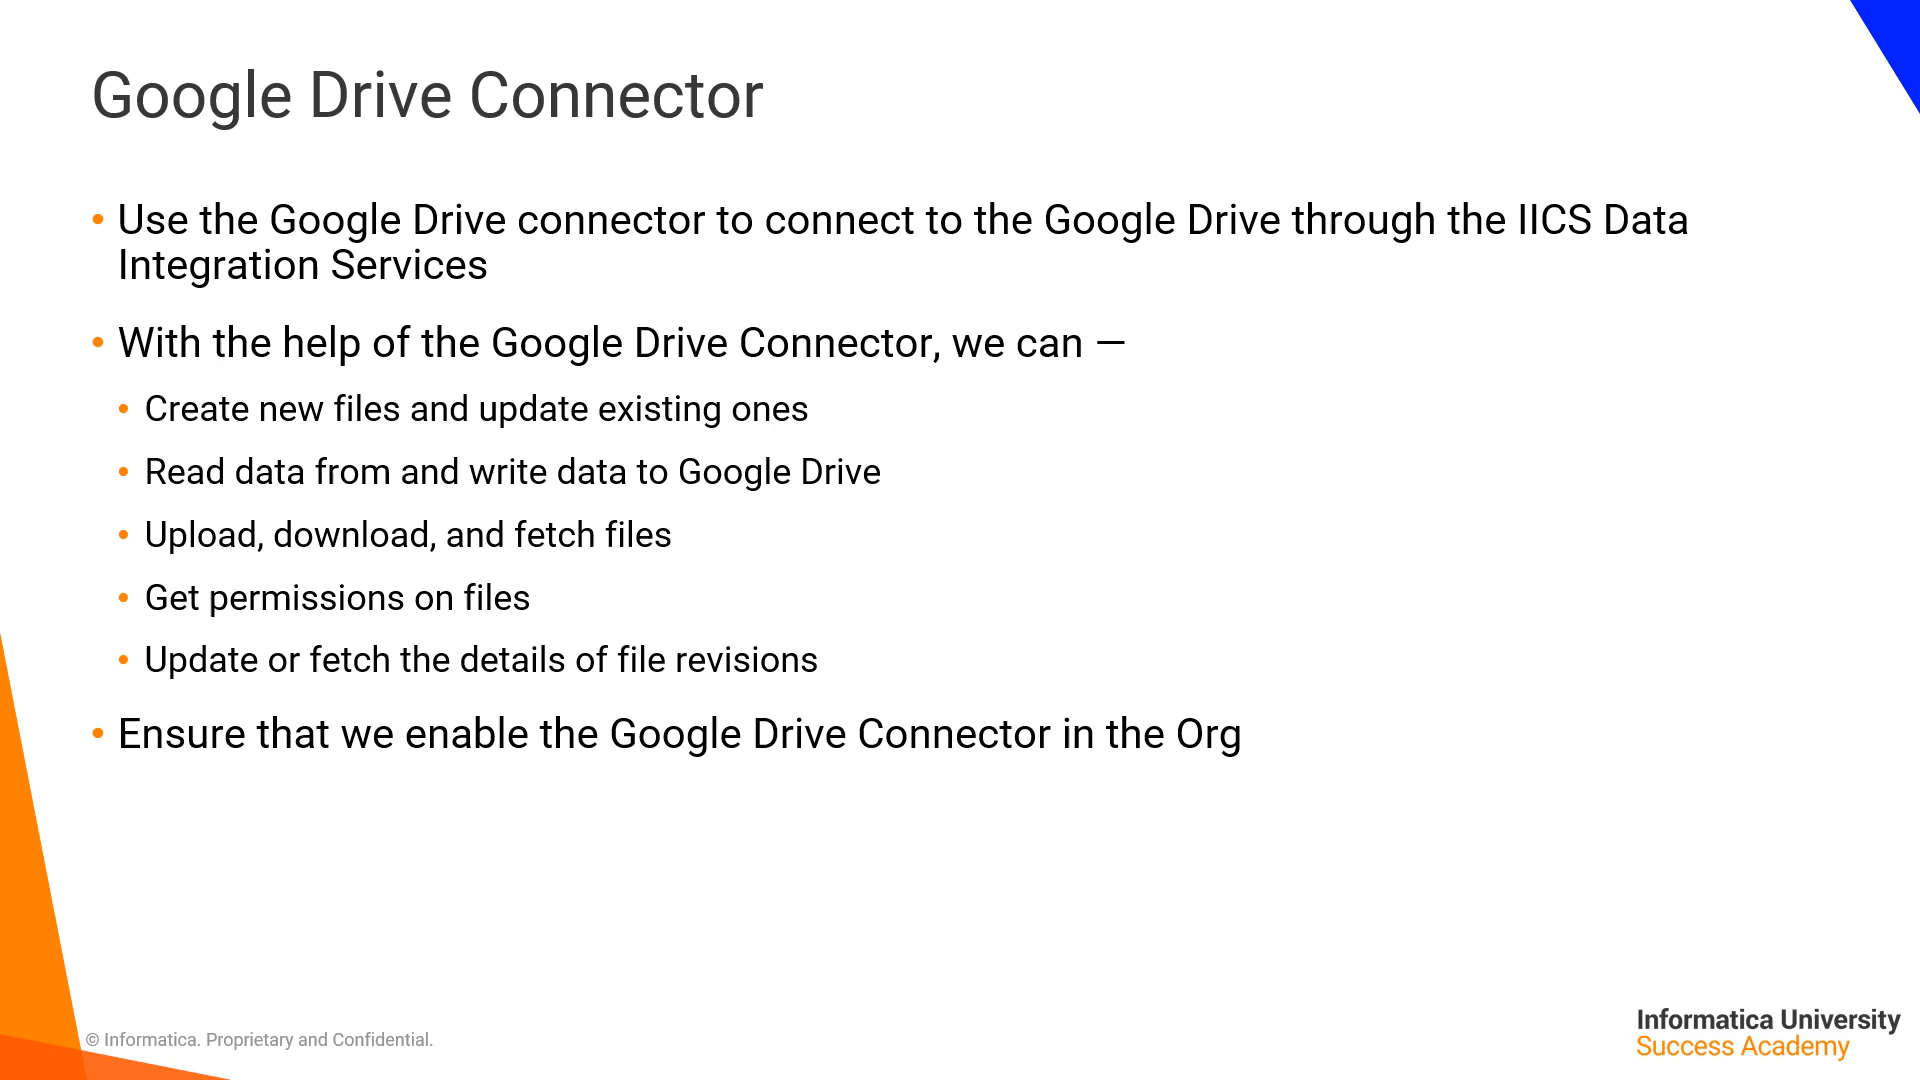 Google Drive Connector
• Use the Google Drive connector to connect to the Google Drive through the IICS Data
Integration Services
• With the help of the Google Drive Connector, we can —
• Create new files and update existing ones
• Read data from and write data to Google Drive
• Upload, download, and fetch files
• Get permissions on files
• Update or fetch the details of file revisions
• Ensure that we enable the Google Drive Connector in the Org
© Informatica. Proprietary and Confidential.
Informatica University
Success Academy